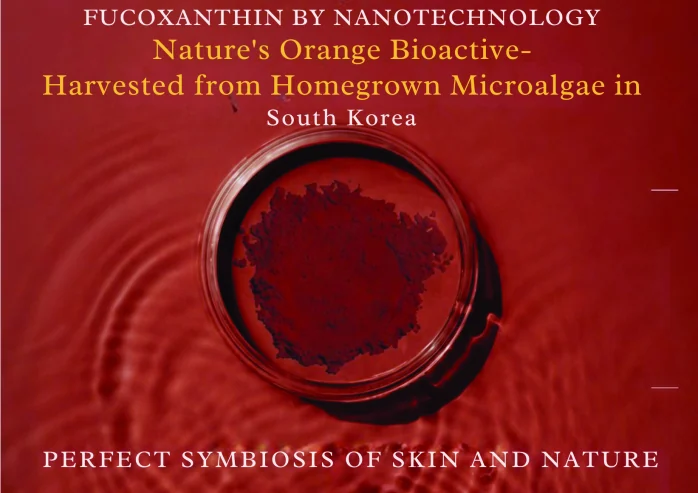 FUCOXANTHIN BY NANOTECHNOLOGY
Nature's Orange Bioactive-
Harvested from Homegrown Microalgae in
South Korea
PERFECT SYMBIOSIS OF SKIN AND NATURE